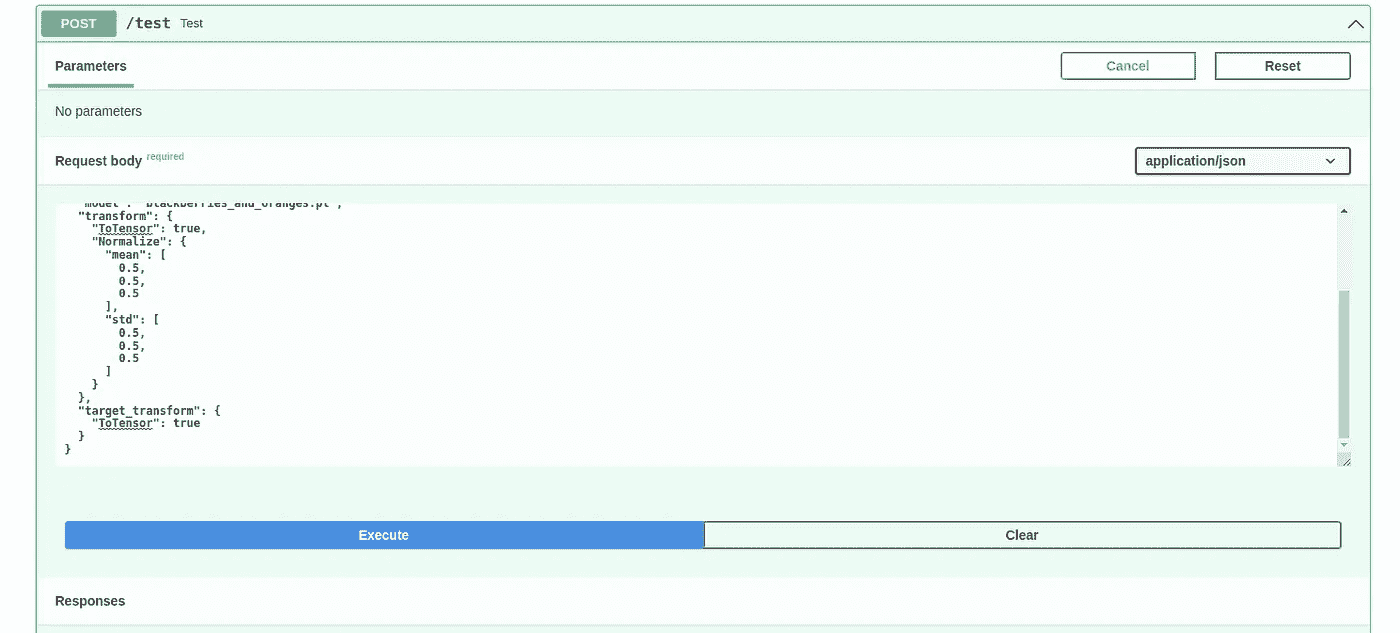 POST /test Test
Parameters Cancel Reset
No parameters
Request body required application/json
"model": "blackberries_and_oranges.pt",
"transform": {
"ToTensor": true,
"Normalize": {
"mean": [
0.5,
0.5,
0.5
],
"std": [
0.5,
0.5,
0.5
]
}
},
"target_transform": {
"ToTensor": true
}
}
Execute Clear
Responses